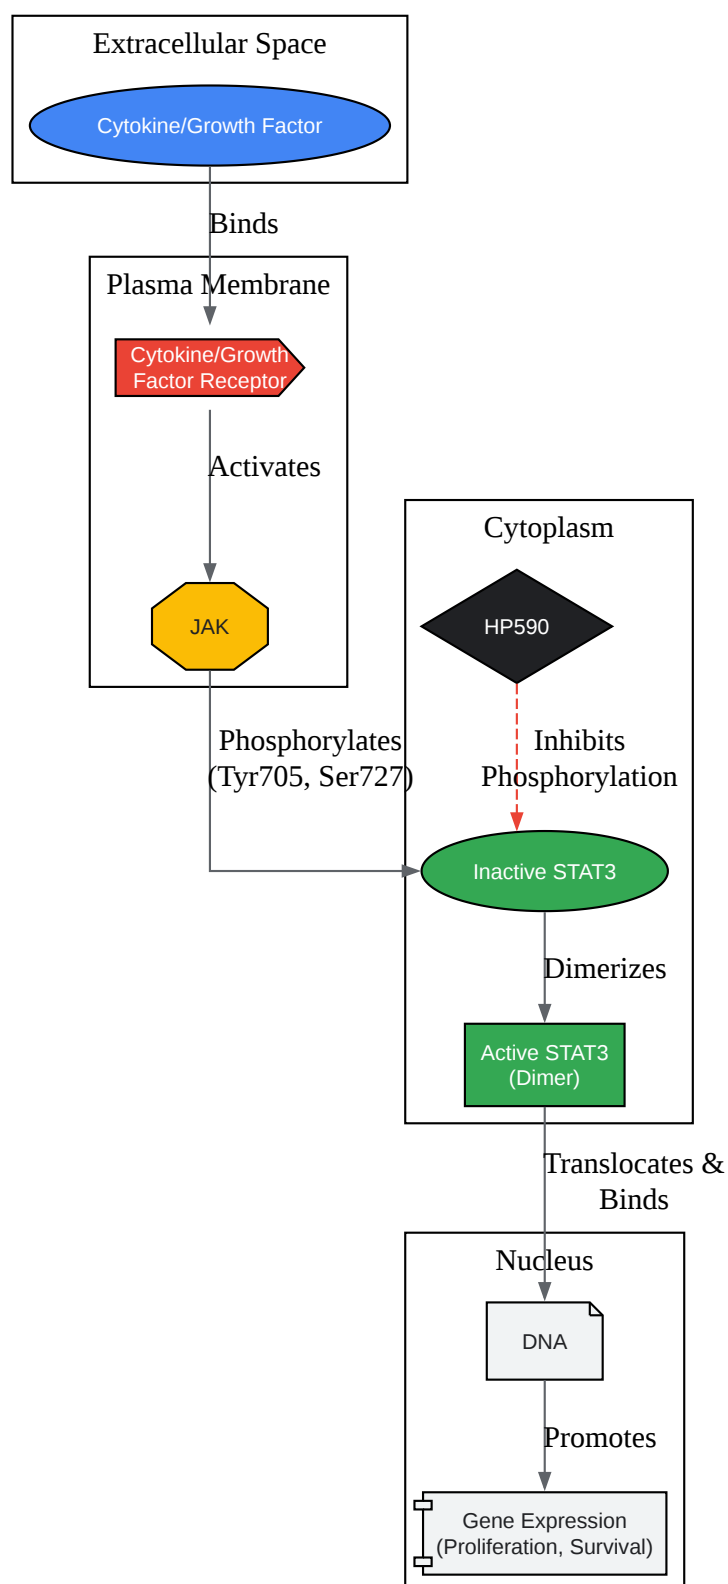 Extracellular Space
Cytokine/Growth Factor
Binds
Plasma Membrane
Cytokine/Growth
Factor Receptor
Activates
JAK
Cytoplasm
HP590
Phosphorylates
(Tyr705, Ser727)
Inhibits
Phosphorylation
Inactive STAT3
Dimerizes
Active STAT3
(Dimer)
Translocates &
Binds
Nucleus
DNA
Promotes
Gene Expression
(Proliferation, Survival)